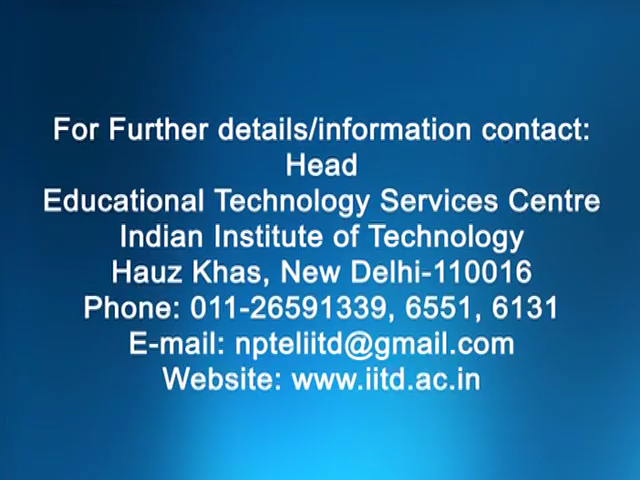 For Further details/information contact:
Head
Educational Technology Services Centre
Indian Institute of Technology
Hauz Khas, New Delhi-110016
Phone: 011-26591339, 6551, 6131
E-mail: npteliitd@gmail.com
Website: www.iitd.ac.in